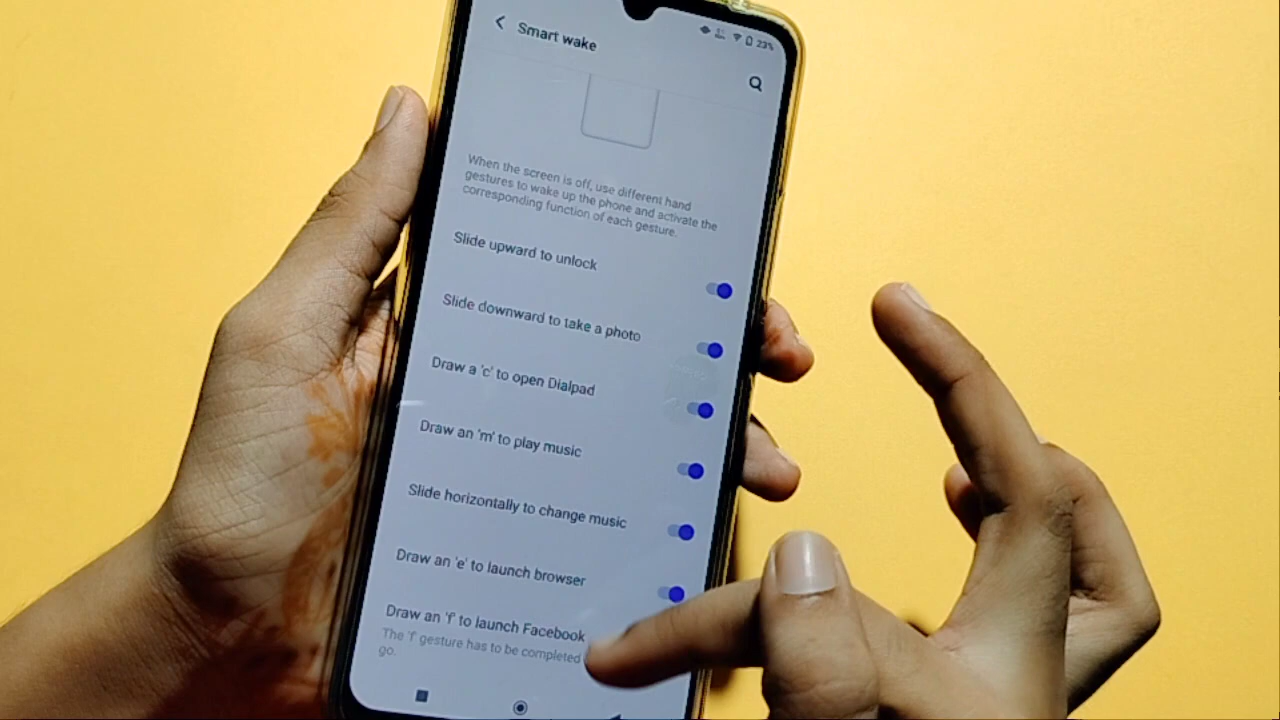 Smart wake
23%
When the screen is off, use different hand
gestures to wake up the phone and activate the
corresponding function of each gesture.
Slide upward to unlock
Slide downward to take a photo
Draw a 'c' to open Dialpad
Draw an 'm' to play music
Slide horizontally to change music
Draw an 'e' to launch browser
Draw an 'f' to launch Facebook
The 'f' gesture has to be completed
go.